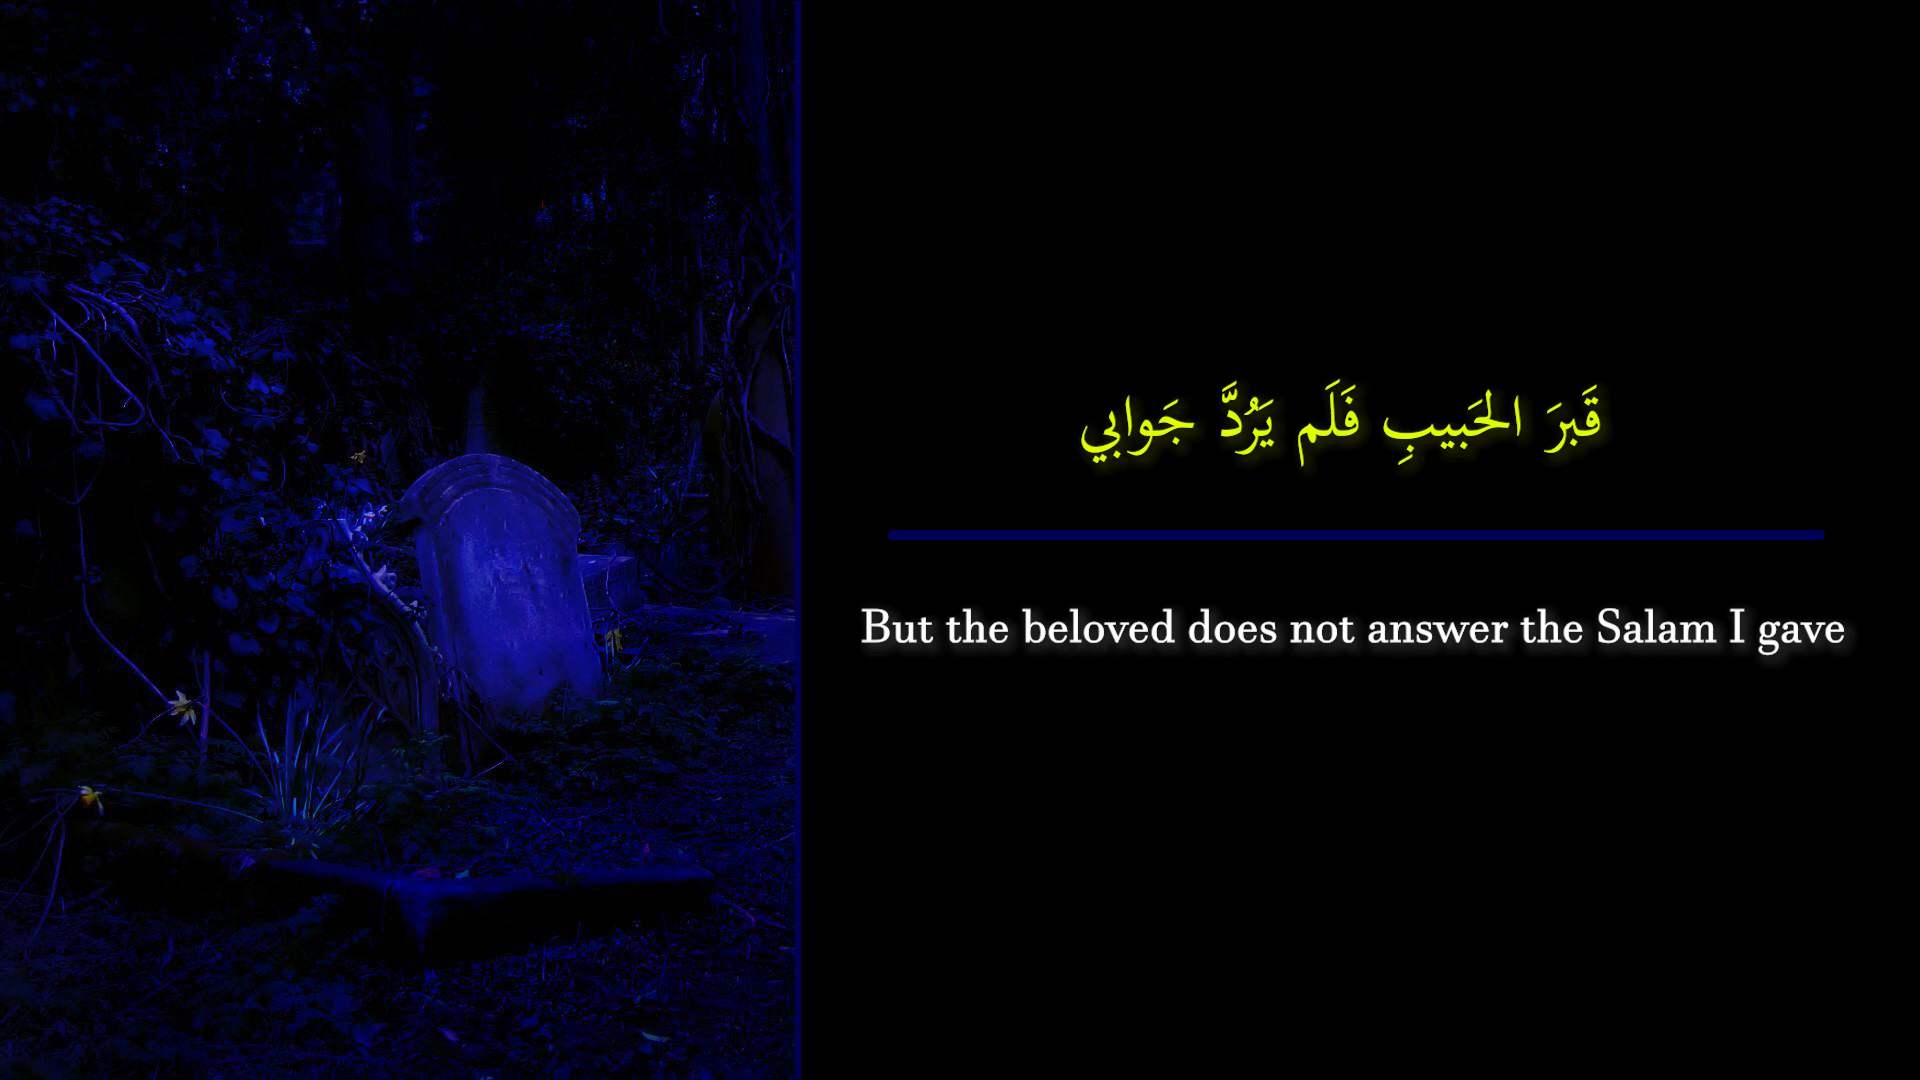 قَبرَ الحَبيبِ فَلَم يَرُدَّ جَوابي
But the beloved does not answer the Salam I gave